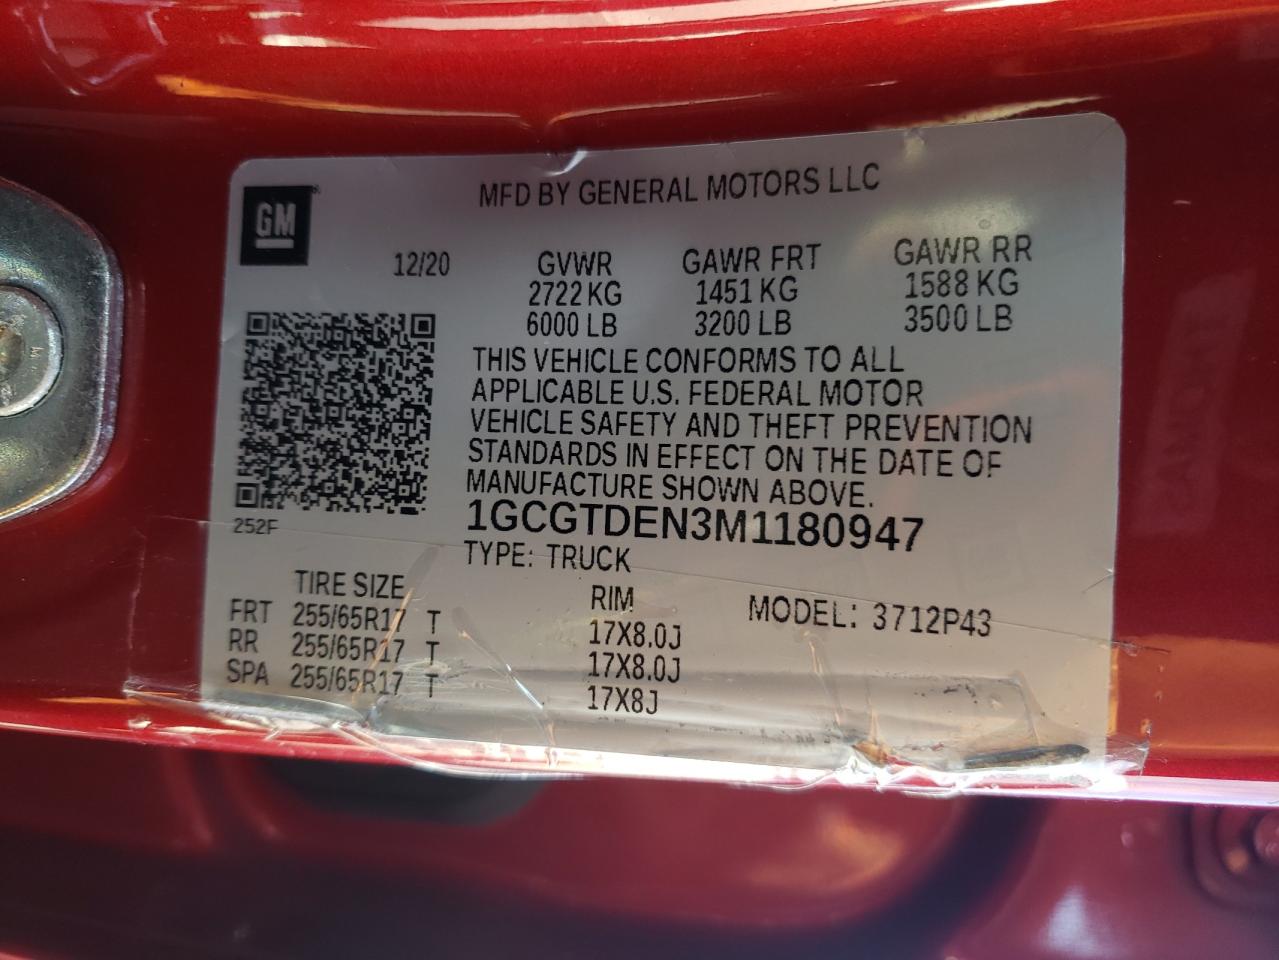 MFD BY GENERAL MOTORS LLC
GM
12/20 GVWR GAWR FRT GAWR RR
2722 KG 1451 KG 1588 KG
6000 LB 3200 LB 3500 LB
THIS VEHICLE CONFORMS TO ALL
APPLICABLE U.S. FEDERAL MOTOR
VEHICLE SAFETY AND THEFT PREVENTION
STANDARDS IN EFFECT ON THE DATE OF
MANUFACTURE SHOWN ABOVE.
252F
1GCGTDEN3M1180947
TYPE: TRUCK
TIRE SIZE RIM MODEL: 3712P43
FRT 255/65R17 T 17X8.0J
RR 255/65R17 T 17X8.0J
SPA 255/65R17 T 17X8J